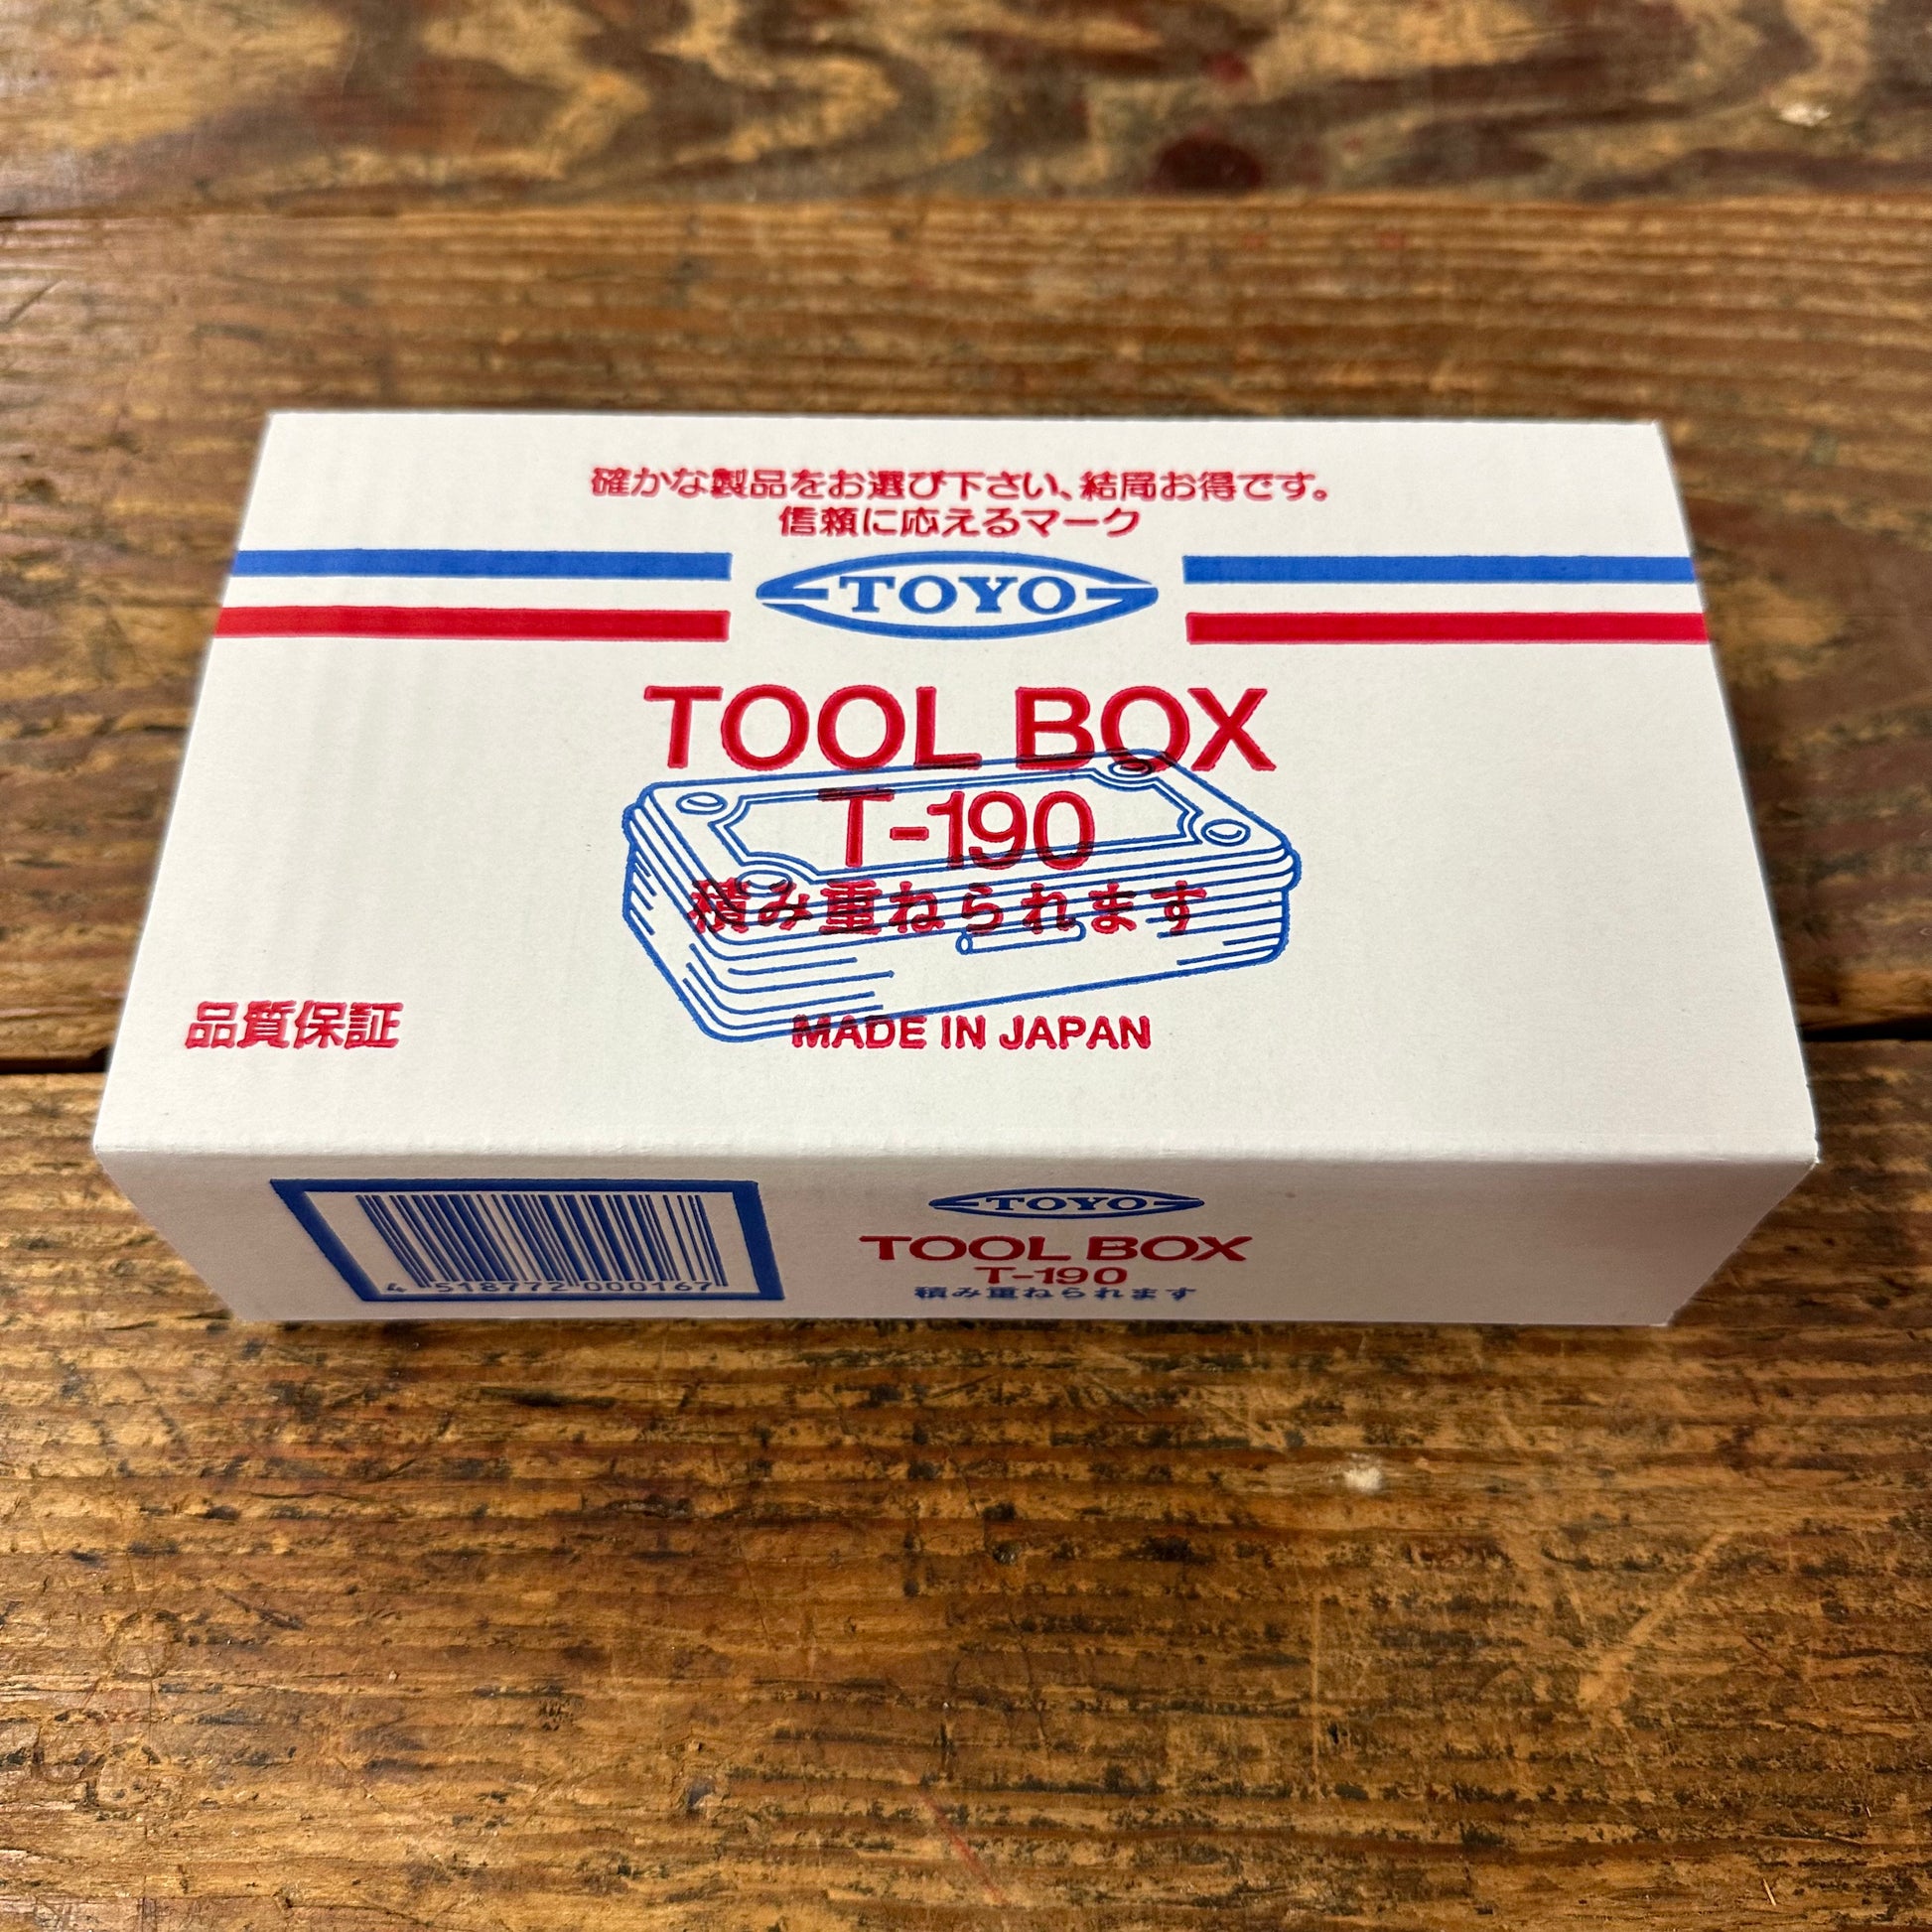 確かな製品をお選び下さい、結局お得です。
信頼に応えるマーク
TOYO
TOOL BOX
T-190
積み重ねられます
品質保証
MADE IN JAPAN
4 518772 000167
TOYO
TOOL BOX
T-190
積み重ねられます